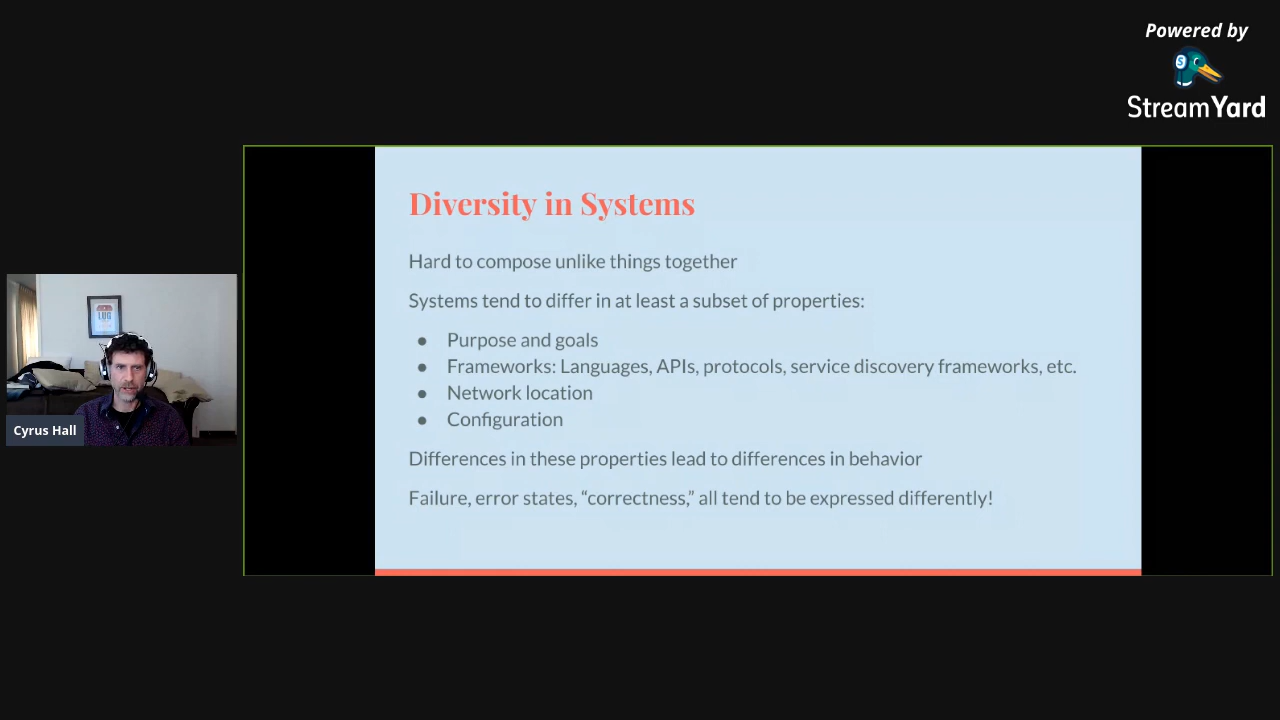 Powered by
StreamYard
Diversity in Systems
Hard to compose unlike things together
Systems tend to differ in at least a subset of properties:
● Purpose and goals
● Frameworks: Languages, APIs, protocols, service discovery frameworks, etc.
● Network location
● Configuration
Differences in these properties lead to differences in behavior
Failure, error states, “correctness,” all tend to be expressed differently!
LUG
Cyrus Hall